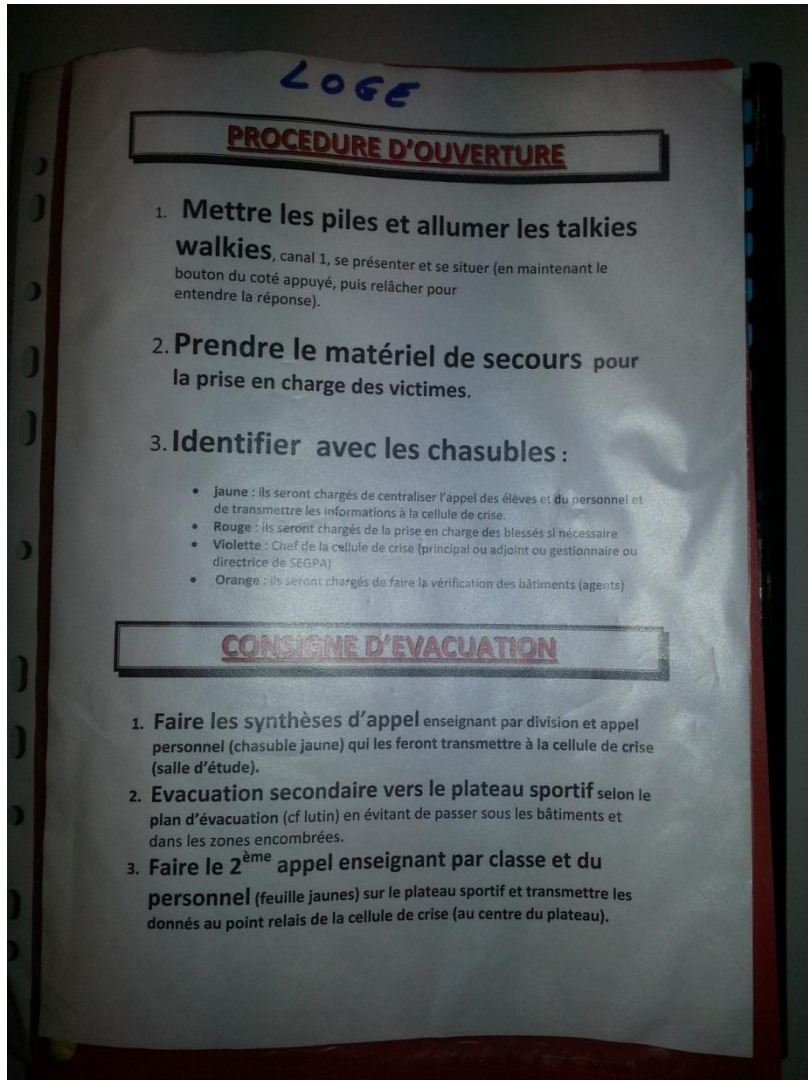 LOGE
PROCEDURE D'OUVERTURE
1. Mettre les piles et allumer les talkies
walkies, canal 1, se présenter et se situer (en maintenant le
bouton du coté appuyé, puis relâcher pour
entendre la réponse).
2. Prendre le matériel de secours pour
la prise en charge des victimes.
3. Identifier avec les chasubles :
• Jaune : ils seront chargés de centraliser l'appel des élèves et du personnel et
de transmettre les informations à la cellule de crise.
• Rouge : ils seront chargés de la prise en charge des blessés si nécessaire
• Violette : Chef de la cellule de crise (principal ou adjoint ou gestionnaire ou
directrice de SEGPA)
• Orange : ils seront chargés de faire la vérification des bâtiments (agents)
CONSIGNE D'EVACUATION
1. Faire les synthèses d'appel enseignant par division et appel
personnel (chasuble jaune) qui les feront transmettre à la cellule de crise
(salle d'étude).
2. Evacuation secondaire vers le plateau sportif selon le
plan d'évacuation (cf lutin) en évitant de passer sous les bâtiments et
dans les zones encombrées.
3. Faire le 2ème appel enseignant par classe et du
personnel (feuille jaunes) sur le plateau sportif et transmettre les
donnés au point relais de la cellule de crise (au centre du plateau).